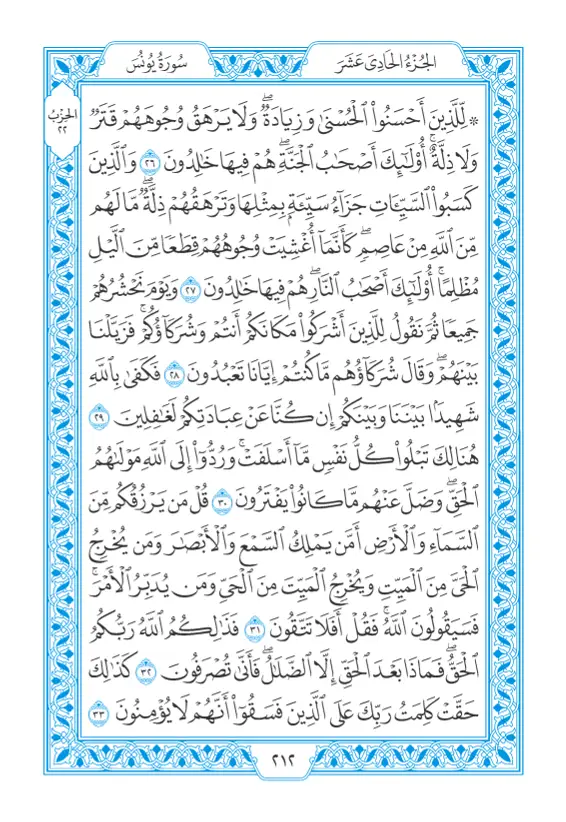 الجُزْءُ الحَادِيَ عَشَرَ
سُورَةُ يُونُسَ
الحِزْبُ
٢٢
۞ لِّلَّذِينَ أَحْسَنُوا۟ ٱلْحُسْنَىٰ وَزِيَادَةٌۖ وَلَا يَرْهَقُ وُجُوهَهُمْ قَتَرٌ
وَلَا ذِلَّةٌۚ أُو۟لَٰٓئِكَ أَصْحَٰبُ ٱلْجَنَّةِۖ هُمْ فِيهَا خَٰلِدُونَ ٢٦ وَٱلَّذِينَ
كَسَبُوا۟ ٱلسَّيِّـَٔاتِ جَزَآءُ سَيِّئَةٍۭ بِمِثْلِهَا وَتَرْهَقُهُمْ ذِلَّةٌۖ مَّا لَهُم
مِّنَ ٱللَّهِ مِنْ عَاصِمٍۖ كَأَنَّمَآ أُغْشِيَتْ وُجُوهُهُمْ قِطَعًا مِّنَ ٱلَّيْلِ
مُظْلِمًاۚ أُو۟لَٰٓئِكَ أَصْحَٰبُ ٱلنَّارِۖ هُمْ فِيهَا خَٰلِدُونَ ٢٧ وَيَوْمَ نَحْشُرُهُمْ
جَمِيعًا ثُمَّ نَقُولُ لِلَّذِينَ أَشْرَكُوا۟ مَكَانَكُمْ أَنتُمْ وَشُرَكَآؤُكُمْۚ فَزَيَّلْنَا
بَيْنَهُمْۖ وَقَالَ شُرَكَآؤُهُم مَّا كُنتُمْ إِيَّانَا تَعْبُدُونَ ٢٨ فَكَفَىٰ بِٱللَّهِ
شَهِيدًۢا بَيْنَنَا وَبَيْنَكُمْ إِن كُنَّا عَنْ عِبَادَتِكُمْ لَغَٰفِلِينَ ٢٩
هُنَالِكَ تَبْلُوا۟ كُلُّ نَفْسٍ مَّآ أَسْلَفَتْۚ وَرُدُّوٓا۟ إِلَى ٱللَّهِ مَوْلَىٰهُمُ
ٱلْحَقِّۖ وَضَلَّ عَنْهُم مَّا كَانُوا۟ يَفْتَرُونَ ٣٠ قُلْ مَن يَرْزُقُكُم مِّنَ
ٱلسَّمَآءِ وَٱلْأَرْضِ أَمَّن يَمْلِكُ ٱلسَّمْعَ وَٱلْأَبْصَٰرَ وَمَن يُخْرِجُ
ٱلْحَىَّ مِنَ ٱلْمَيِّتِ وَيُخْرِجُ ٱلْمَيِّتَ مِنَ ٱلْحَىِّ وَمَن يُدَبِّرُ ٱلْأَمْرَۚ
فَسَيَقُولُونَ ٱللَّهُۚ فَقُلْ أَفَلَا تَتَّقُونَ ٣١ فَذَٰلِكُمُ ٱللَّهُ رَبُّكُمُ
ٱلْحَقُّۖ فَمَاذَا بَعْدَ ٱلْحَقِّ إِلَّا ٱلضَّلَٰلُۖ فَأَنَّىٰ تُصْرَفُونَ ٣٢ كَذَٰلِكَ
حَقَّتْ كَلِمَتُ رَبِّكَ عَلَى ٱلَّذِينَ فَسَقُوٓا۟ أَنَّهُمْ لَا يُؤْمِنُونَ ٣٣
٢١٢